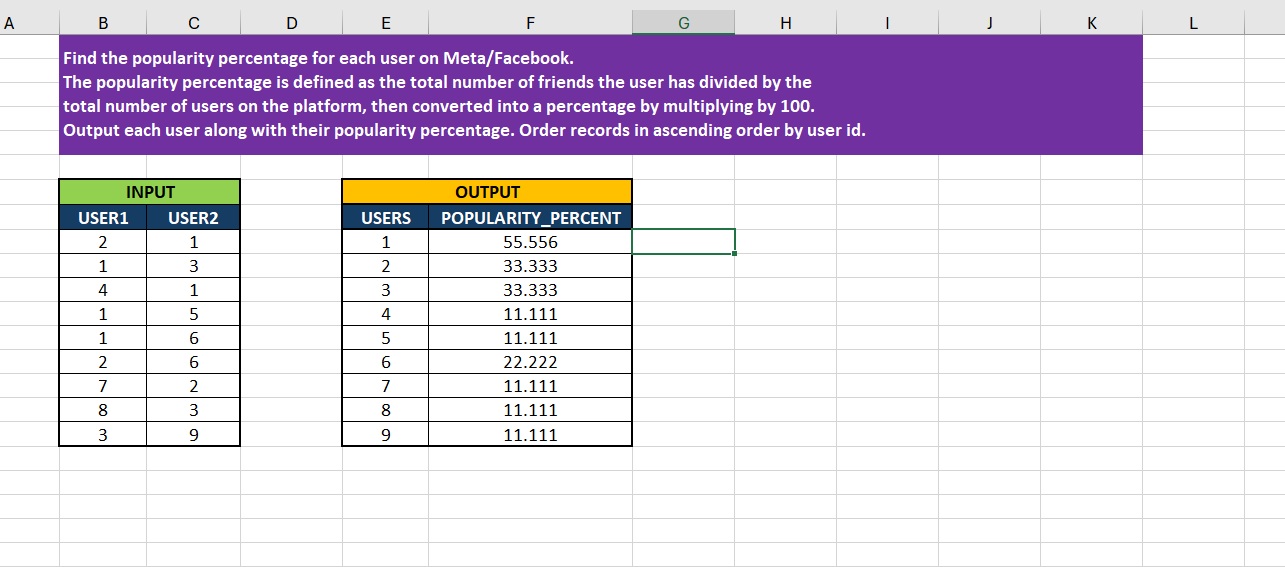 A B C D E F G H I J K L
Find the popularity percentage for each user on Meta/Facebook.
The popularity percentage is defined as the total number of friends the user has divided by the
total number of users on the platform, then converted into a percentage by multiplying by 100.
Output each user along with their popularity percentage. Order records in ascending order by user id.
INPUT OUTPUT
USER1 USER2 USERS POPULARITY_PERCENT
2 1 1 55.556
1 3 2 33.333
4 1 3 33.333
1 5 4 11.111
1 6 5 11.111
2 6 6 22.222
7 2 7 11.111
8 3 8 11.111
3 9 9 11.111